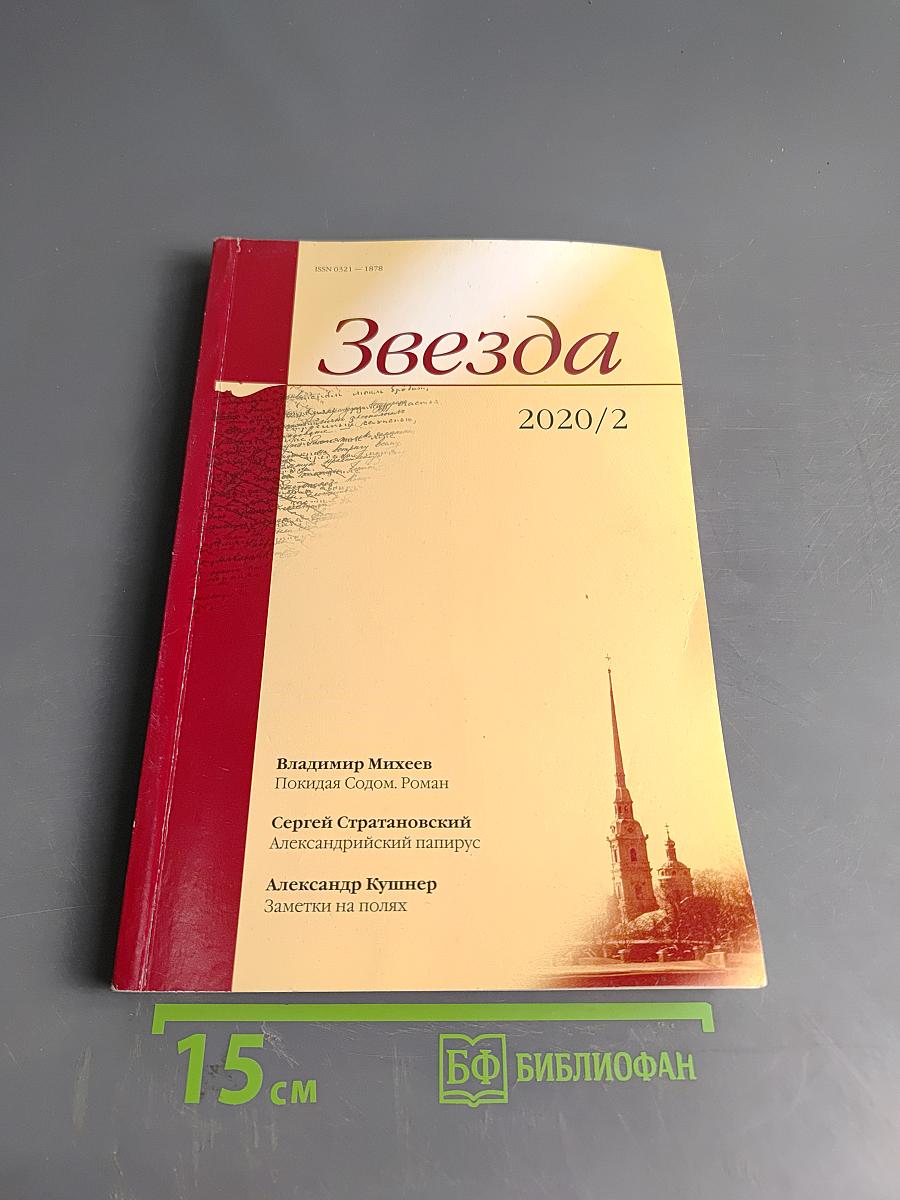 ISSN 0321 — 1878
Звезда
2020/2
Владимир Михеев
Покидая Содом. Роман
Сергей Стратановский
Александрийский папирус
Александр Кушнер
Заметки на полях
15 см
БФ БИБЛИОФАН